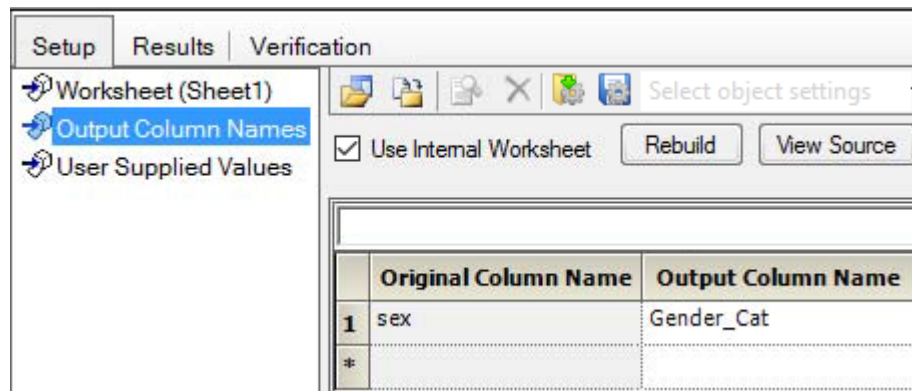 Setup Results Verification
Worksheet (Sheet1)
Output Column Names
User Supplied Values
Select object settings
Use Internal Worksheet Rebuild View Source
Original Column Name Output Column Name
1 sex Gender_Cat
*